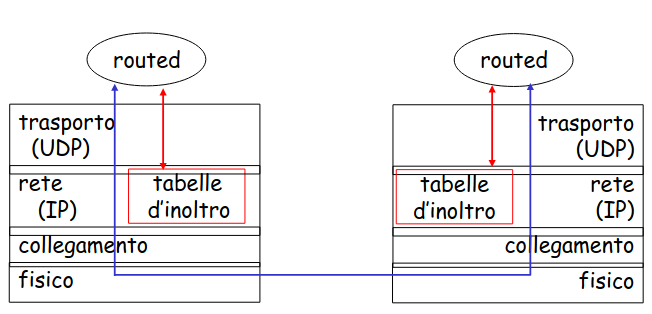 routed
trasporto
(UDP)
rete
(IP)
tabelle
d'inoltro
collegamento
fisico
routed
trasporto
(UDP)
tabelle
d'inoltro
rete
(IP)
collegamento
fisico